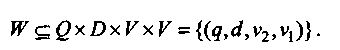 W ⊆ Q×D×V×V = {(q,d,v₂,v₁)}.